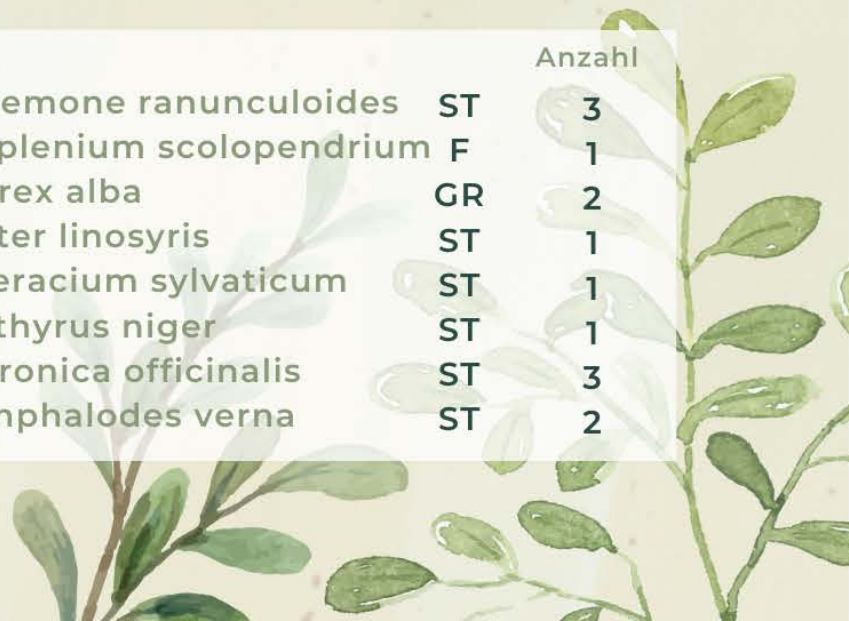 Anzahl
emone ranunculoides ST 3
plenium scolopendrium F 1
rex alba GR 2
ter linosyris ST 1
eracium sylvaticum ST 1
thyrus niger ST 1
ronica officinalis ST 3
nphalodes verna ST 2